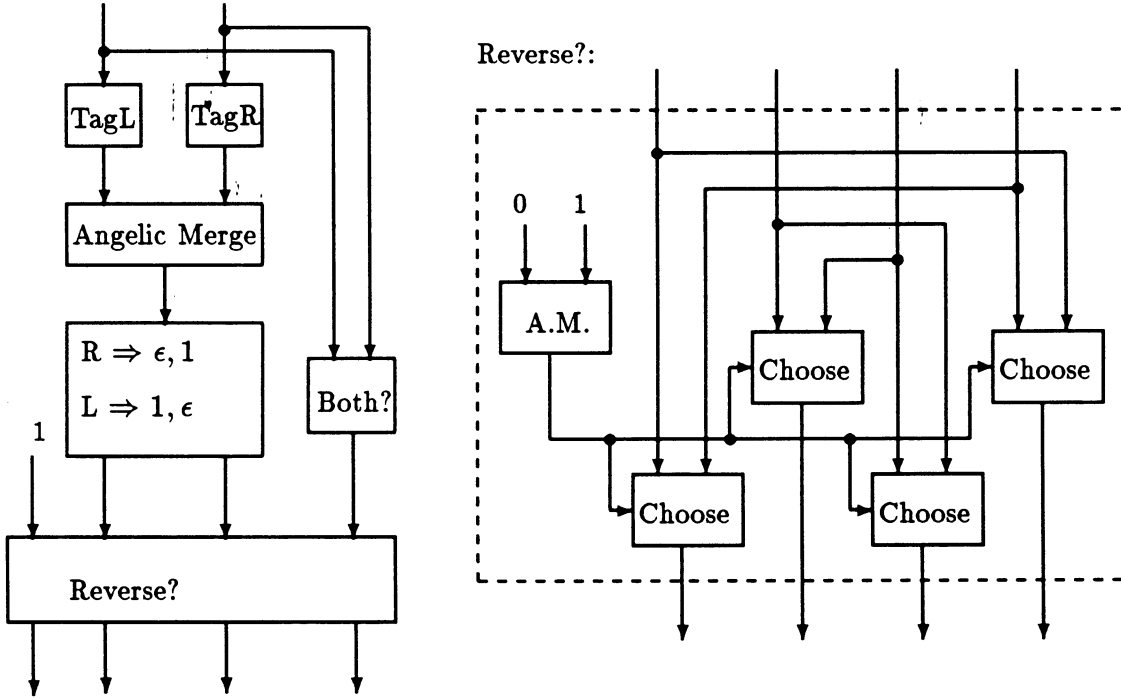 TagL
TagR
Angelic Merge
R ⇒ ϵ, 1
L ⇒ 1, ϵ
Both?
1
Reverse?
Reverse?:
0 1
A.M.
Choose
Choose
Choose
Choose